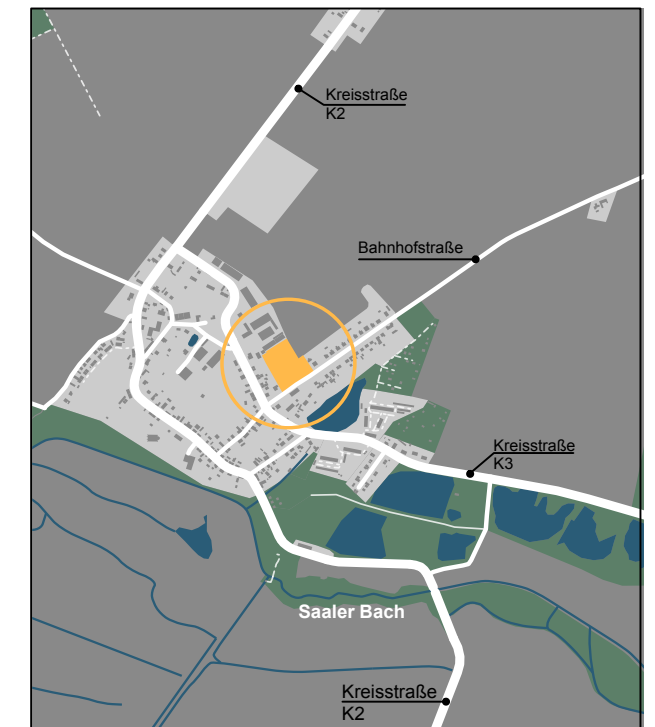 Kreisstraße
K2
Bahnhofstraße
Kreisstraße
K3
Saaler Bach
Kreisstraße
K2